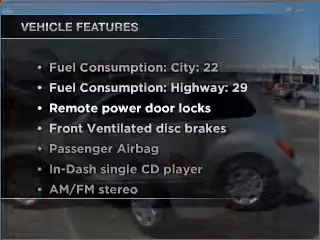 VEHICLE FEATURES
• Fuel Consumption: City: 22
• Fuel Consumption: Highway: 29
• Remote power door locks
• Front Ventilated disc brakes
• Passenger Airbag
• In-Dash single CD player
• AM/FM stereo